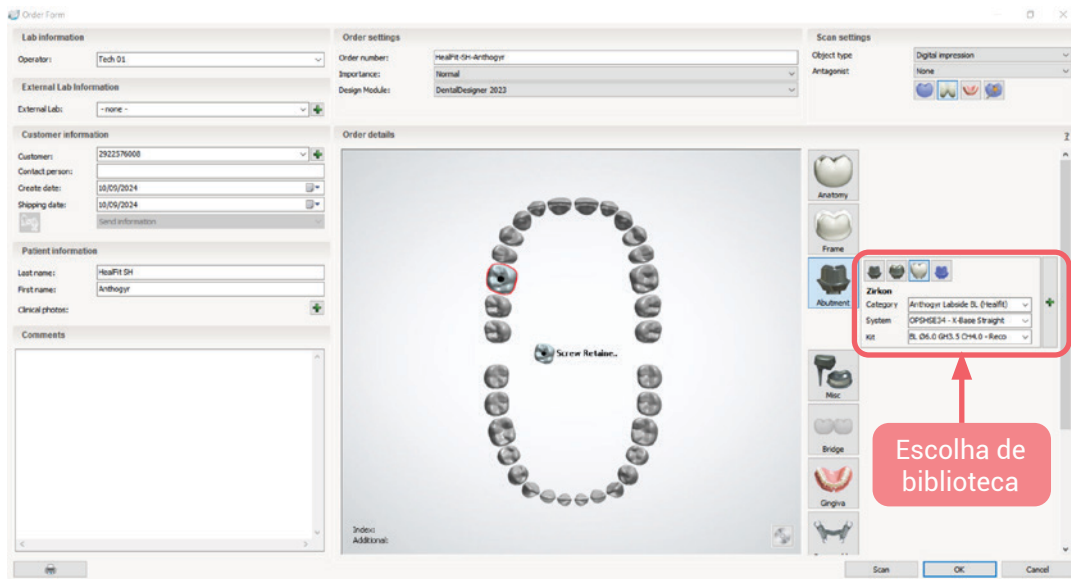 Order Form
Lab information
Operator:
Tech 01
External Lab Information
External Lab:
- none -
Customer information
Customer:
2922576008
Contact person:
Create date:
10/09/2024
Shipping date:
10/09/2024
Send information
Patient information
Last name:
HealFit SH
First name:
Anthogyr
Clinical photos:
Comments
Order settings
Order number:
HealFit-SH-Anthogyr
Importance:
Normal
Design Module:
DentalDesigner 2023
Order details
Screw Retaine..
Index:
Additional:
Scan settings
Object type
Digital impression
Antagonist
None
?
Anatomy
Frame
Abutment
Zirkon
Category
Anthogyr Labside BL (Healfit)
System
OPSHSE34 - X-Base Straight
Kit
BL Ø6.0 GH3.5 CH4.0 - Reco
Misc
Bridge
Gingiva
Escolha de
biblioteca
Scan
OK
Cancel